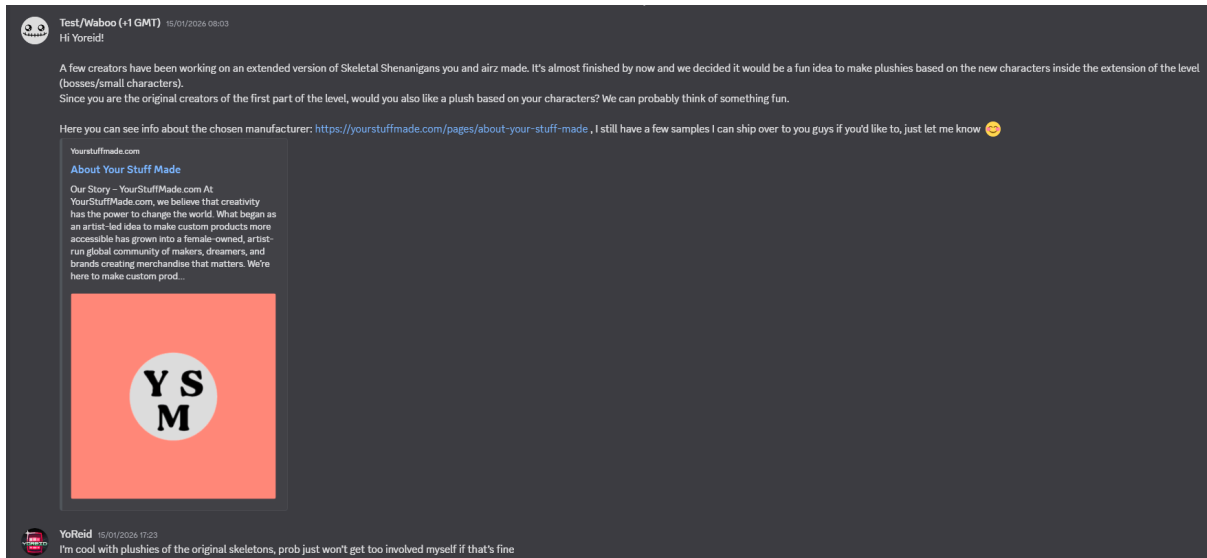 Test/Waboo (+1 GMT) 15/01/2026 08:03
Hi Yoreid!
A few creators have been working on an extended version of Skeletal Shenanigans you and airz made. It's almost finished by now and we decided it would be a fun idea to make plushies based on the new characters inside the extension of the level
(bosses/small characters).
Since you are the original creators of the first part of the level, would you also like a plush based on your characters? We can probably think of something fun.
Here you can see info about the chosen manufacturer: https://yourstuffmade.com/pages/about-your-stuff-made , I still have a few samples I can ship over to you guys if you'd like to, just let me know 😊
Yourstuffmade.com
About Your Stuff Made
Our Story – YourStuffMade.com At
YourStuffMade.com, we believe that creativity
has the power to change the world. What began as
an artist-led idea to make custom products more
accessible has grown into a female-owned, artist-
run global community of makers, dreamers, and
brands creating merchandise that matters. We're
here to make custom prod...
Y S
M
YoReid 15/01/2026 17:23
I'm cool with plushies of the original skeletons, prob just won't get too involved myself if that's fine